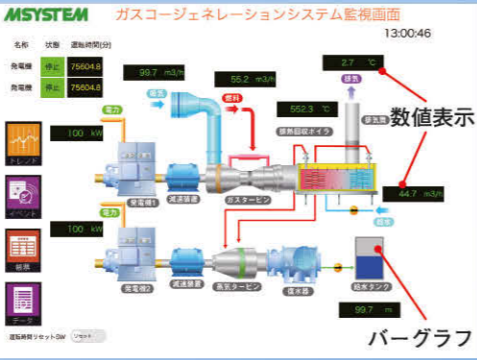 MSYSTEM
ガスコージェネレーションシステム監視画面
13:00:46
名称 状態 運転時間(分)
発電機 停止 75604.8
発電機 停止 75604.8
99.7 m3/h
55.2 m3/h
2.7 ℃
排気
数値表示
電力
空気
燃料
552.3 ℃
排熱回収ボイラ
排気筒
100 kW
トレンド
発電機1
減速装置
ガスタービン
44.7 m3/h
イベント
給水
電力
100 kW
帳票
発電機2
減速装置
蒸気タービン
復水器
給水タンク
データ
99.7 m
運転時間リセットSW
リセット
バーグラフ